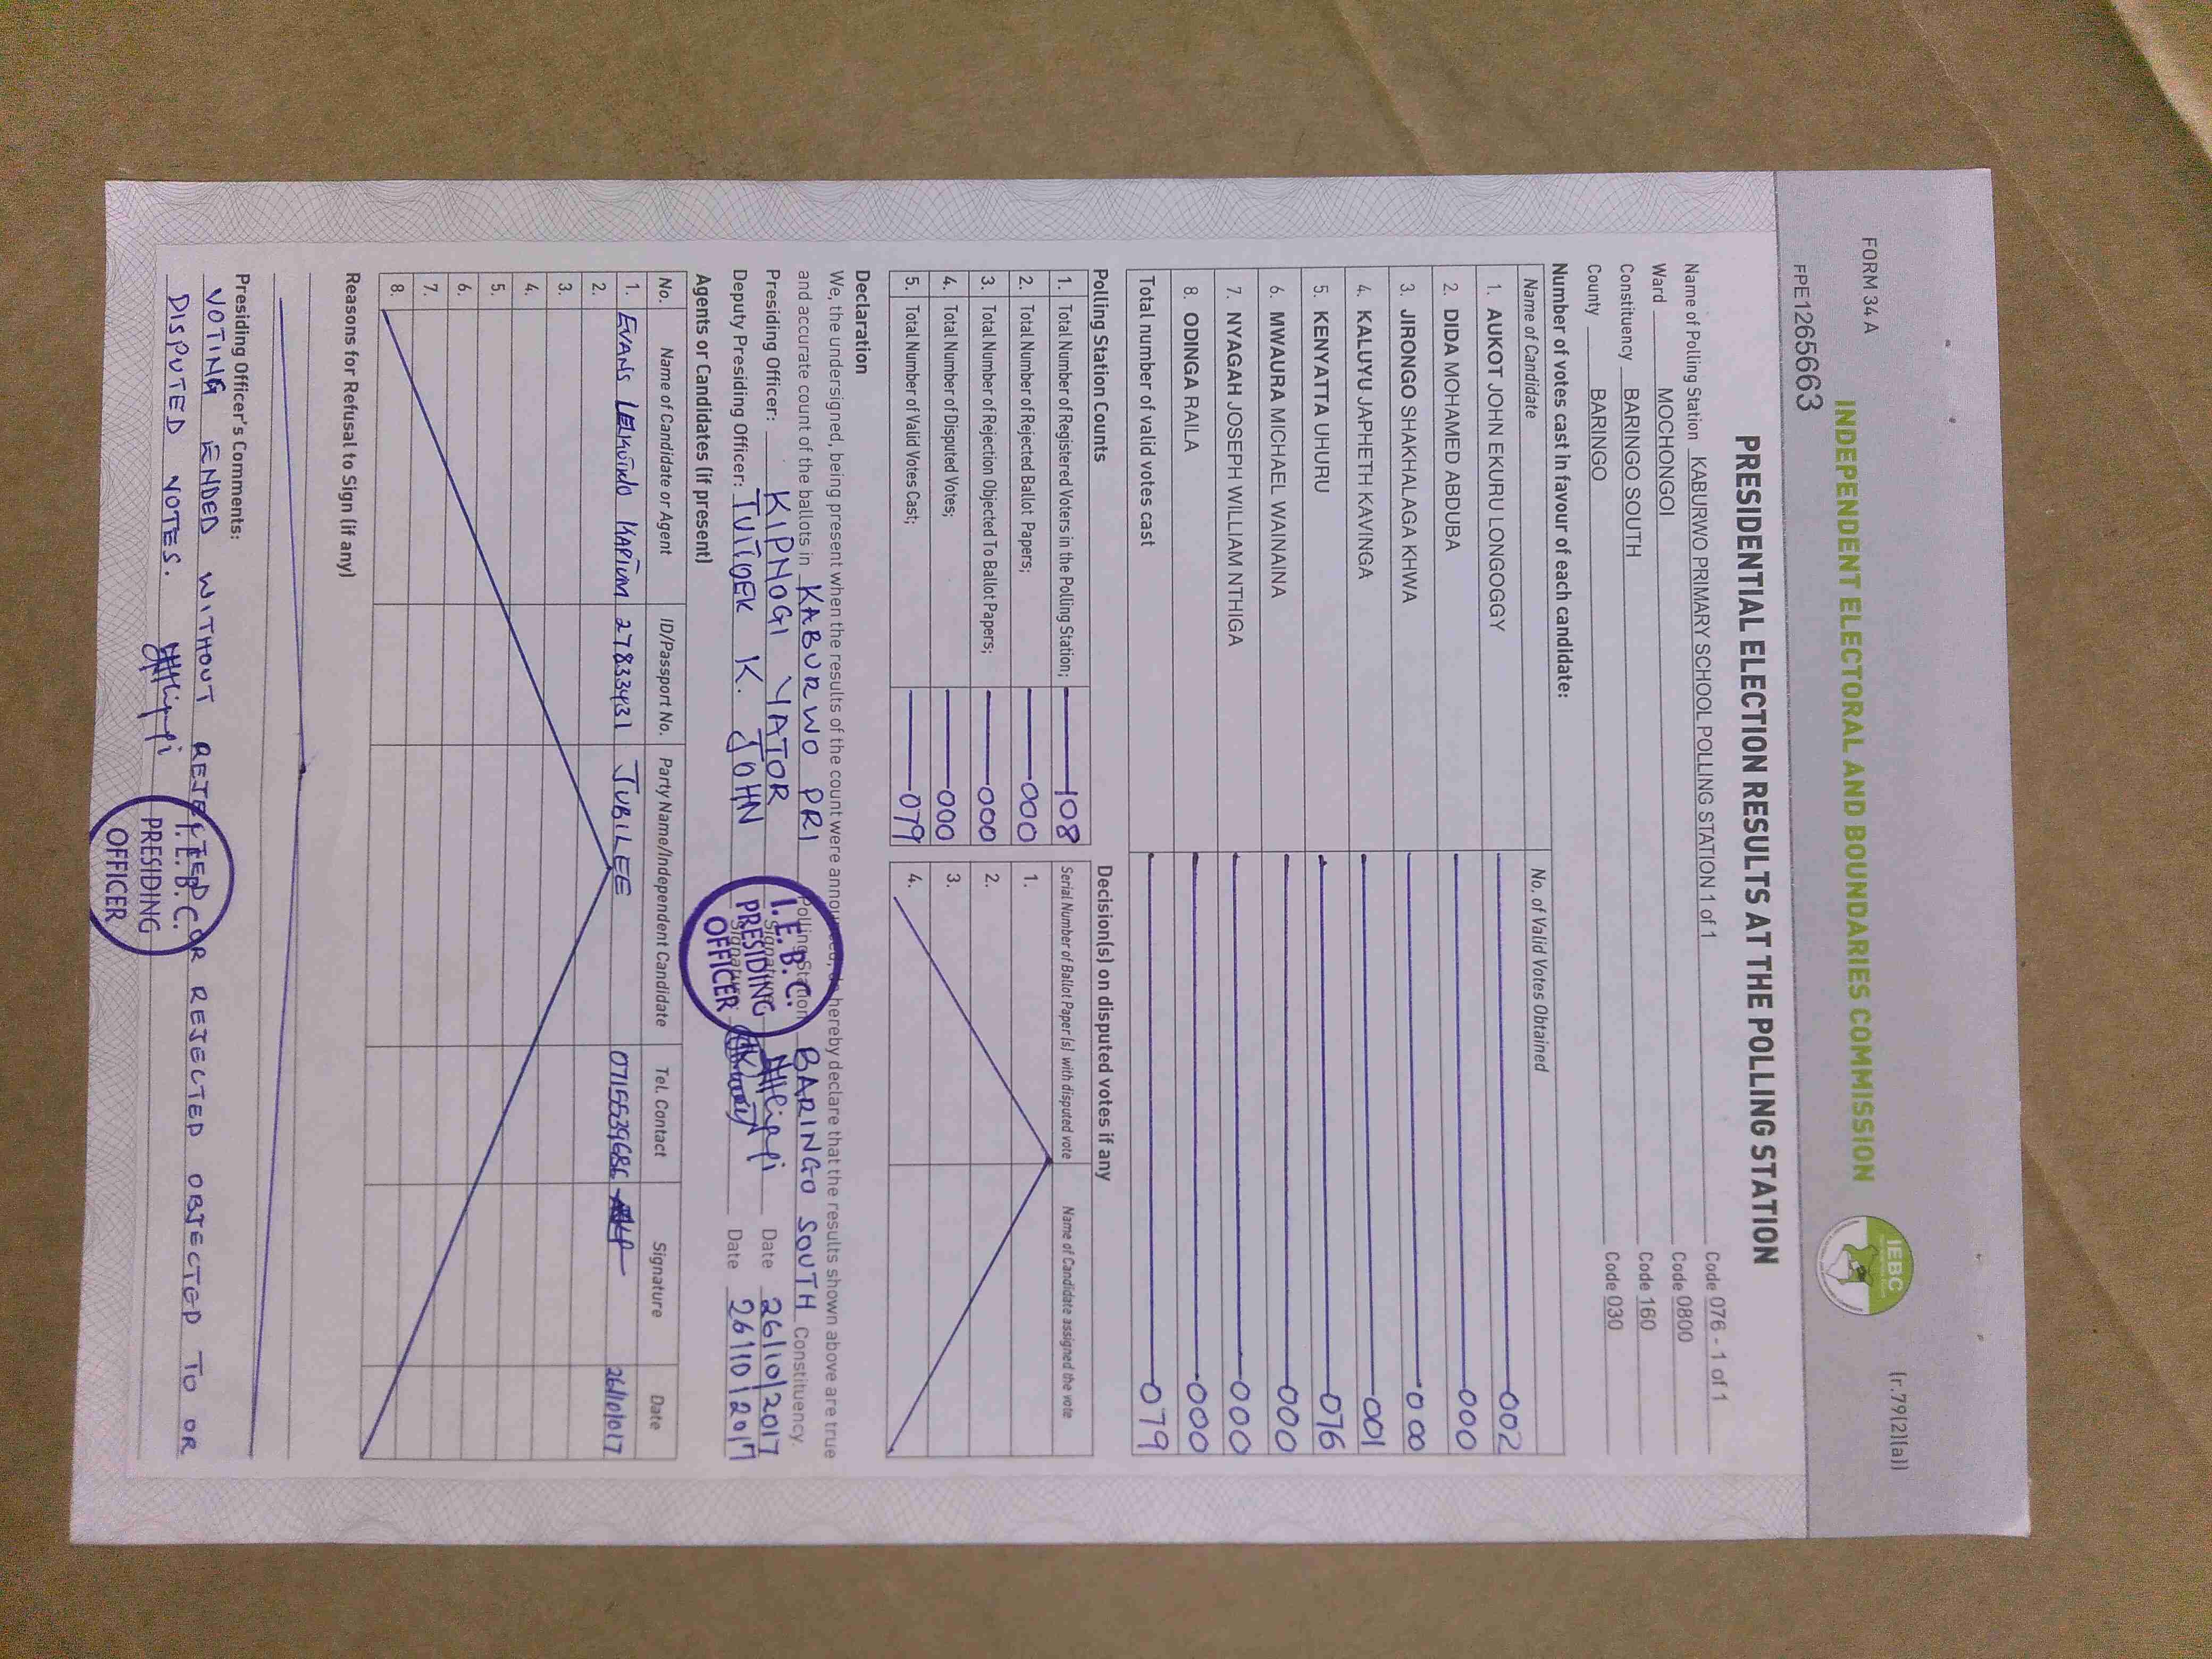 FORM 34 A
(r.79(2)(a))
INDEPENDENT ELECTORAL AND BOUNDARIES COMMISSION
IEBC
FPE1265663
PRESIDENTIAL ELECTION RESULTS AT THE POLLING STATION
Name of Polling Station KABURWO PRIMARY SCHOOL POLLING STATION 1 of 1 Code 076 - 1 of 1
Ward MOCHONGOI Code 0800
Constituency BARINGO SOUTH Code 160
County BARINGO Code 030
Number of votes cast in favour of each candidate:
Name of Candidate No. of Valid Votes Obtained
1. AUKOT JOHN EKURU LONGOGGY 002
2. DIDA MOHAMED ABDUBA 000
3. JIRONGO SHAKHALAGA KHWA 000
4. KALUYU JAPHETH KAVINGA 001
5. KENYATTA UHURU 076
6. MWAURA MICHAEL WAINAINA 000
7. NYAGAH JOSEPH WILLIAM NTHIGA 000
8. ODINGA RAILA 000
Total number of valid votes cast 079
Polling Station Counts Decision(s) on disputed votes if any
1. Total Number of Registered Voters in the Polling Station; 108 Serial Number of Ballot Paper(s) with disputed vote Name of Candidate assigned the vote
2. Total Number of Rejected Ballot Papers; 000 1.
3. Total Number of Rejection Objected To Ballot Papers; 000 2.
4. Total Number of Disputed Votes; 000 3.
5. Total Number of Valid Votes Cast; 079 4.
Declaration
We, the undersigned, being present when the results of the count were announced, do hereby declare that the results shown above are true
and accurate count of the ballots in KABURWO PRI Polling Station BARINGO SOUTH Constituency.
Presiding Officer: KIPNOGI YATOR Signature Date 26/10/2017
Deputy Presiding Officer: TUITOEK K. JOHN Signature Date 26/10/2017
I.E.B.C.
PRESIDING
OFFICER
Agents or Candidates (if present)
No. Name of Candidate or Agent ID/Passport No. Party Name/Independent Candidate Tel. Contact Signature Date
1. EVANS 27833431 JUBILEE 0715539686 26/10/017
2.
3.
4.
5.
6.
7.
8.
Reasons for Refusal to Sign (if any)
Presiding Officer's Comments:
VOTING ENDED WITHOUT REJECTED OR REJECTED OBJECTED TO OR
DISPUTED VOTES.
I.E.B.C.
PRESIDING
OFFICER